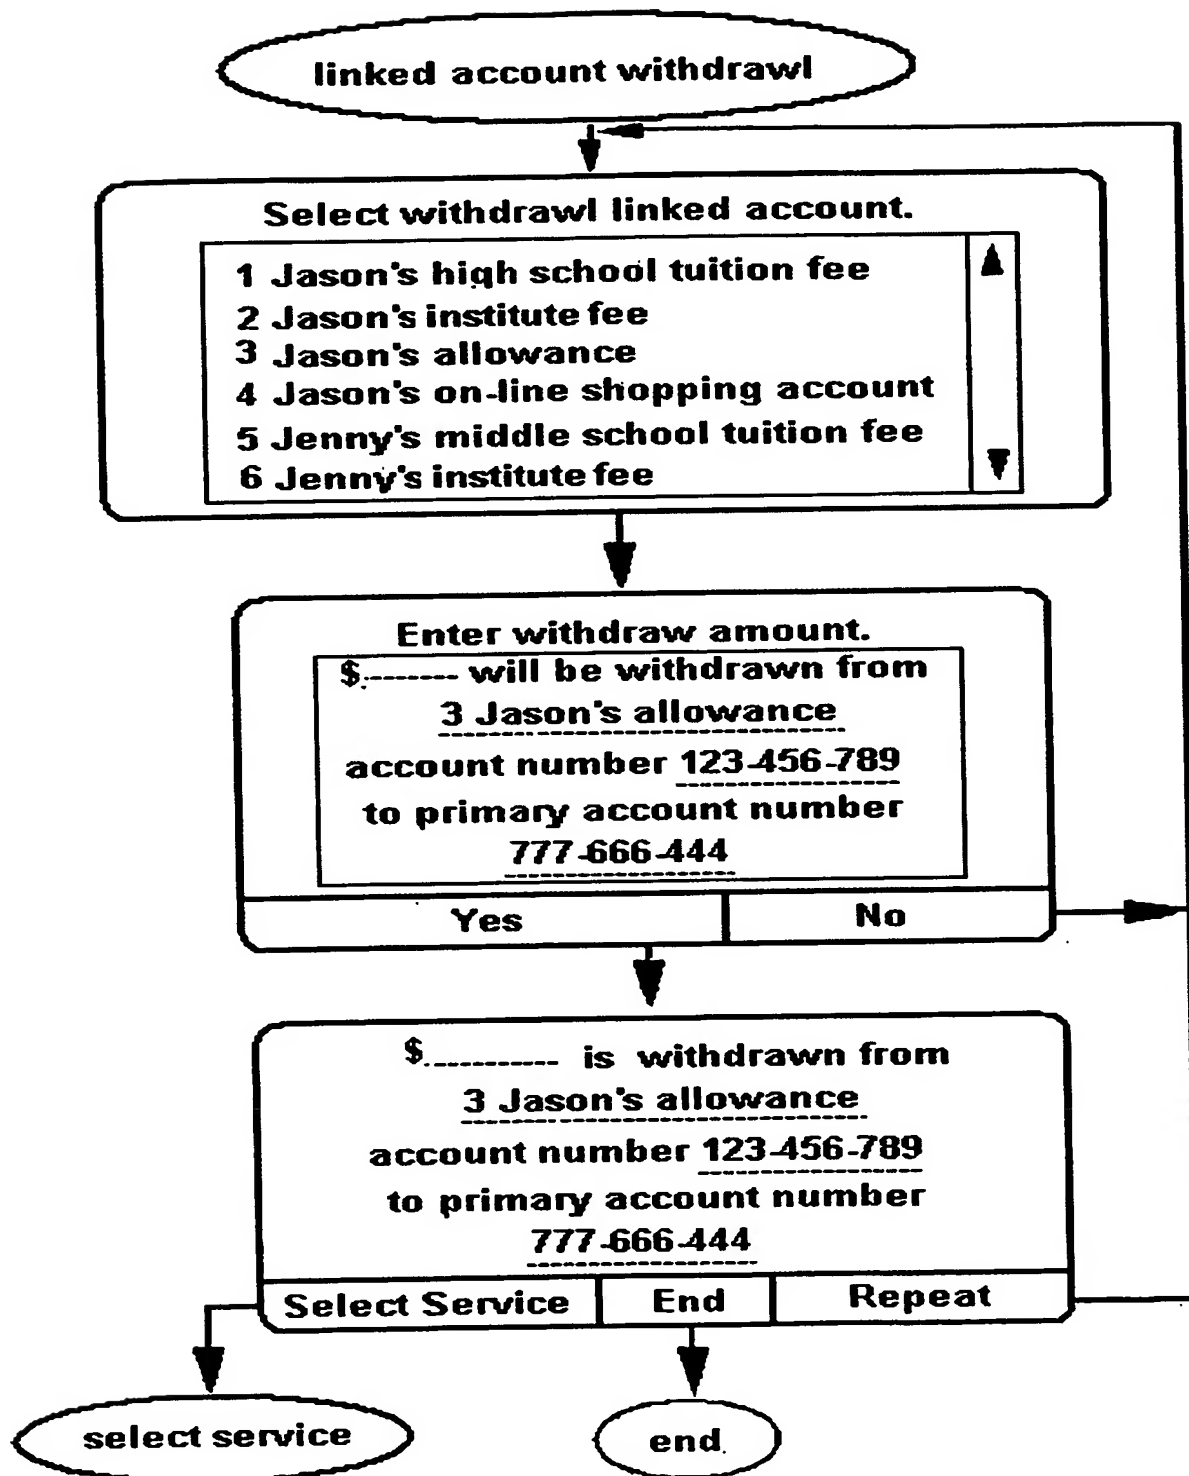 linked account withdrawl
Select withdrawl linked account.
1 Jason's high school tuition fee
2 Jason's institute fee
3 Jason's allowance
4 Jason's on-line shopping account
5 Jenny's middle school tuition fee
6 Jenny's institute fee
Enter withdraw amount.
$-------- will be withdrawn from
3 Jason's allowance
account number 123-456-789
to primary account number
777-666-444
Yes No
$---------- is withdrawn from
3 Jason's allowance
account number 123-456-789
to primary account number
777-666-444
Select Service End Repeat
select service end